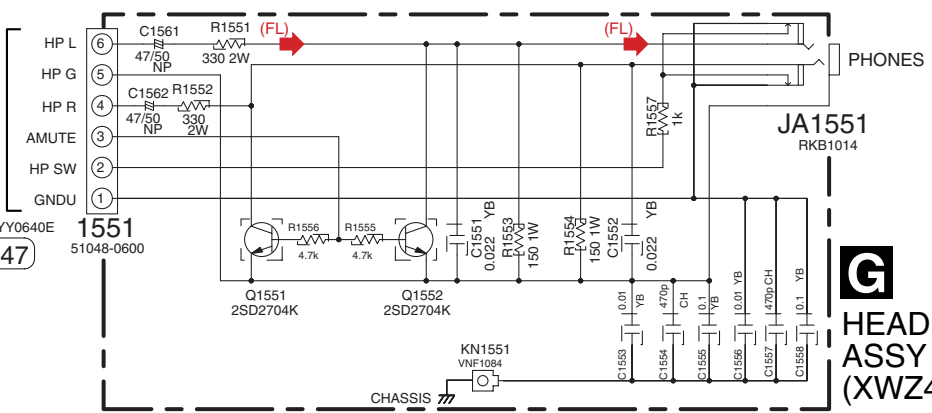 HP L
HP G
HP R
AMUTE
HP SW
GNDU
6
5
4
3
2
1
YY0640E
47
1551
51048-0600
C1561
47/50
NP
R1551
330 2W
(FL)
(FL)
C1562
47/50
NP
R1552
330
2W
R1557
1k
PHONES
JA1551
RKB1014
Q1551
2SD2704K
R1556
4.7k
R1555
4.7k
Q1552
2SD2704K
C1551
0.022
YB
R1553
150 1W
R1554
150 1W
C1552
0.022
YB
C1553
0.01
YB
C1554
470p
CH
C1555
0.1
YB
C1556
0.01 YB
C1557
470p CH
C1558
0.1 YB
KN1551
VNF1084
CHASSIS
G
HEAD
ASSY
(XWZ4